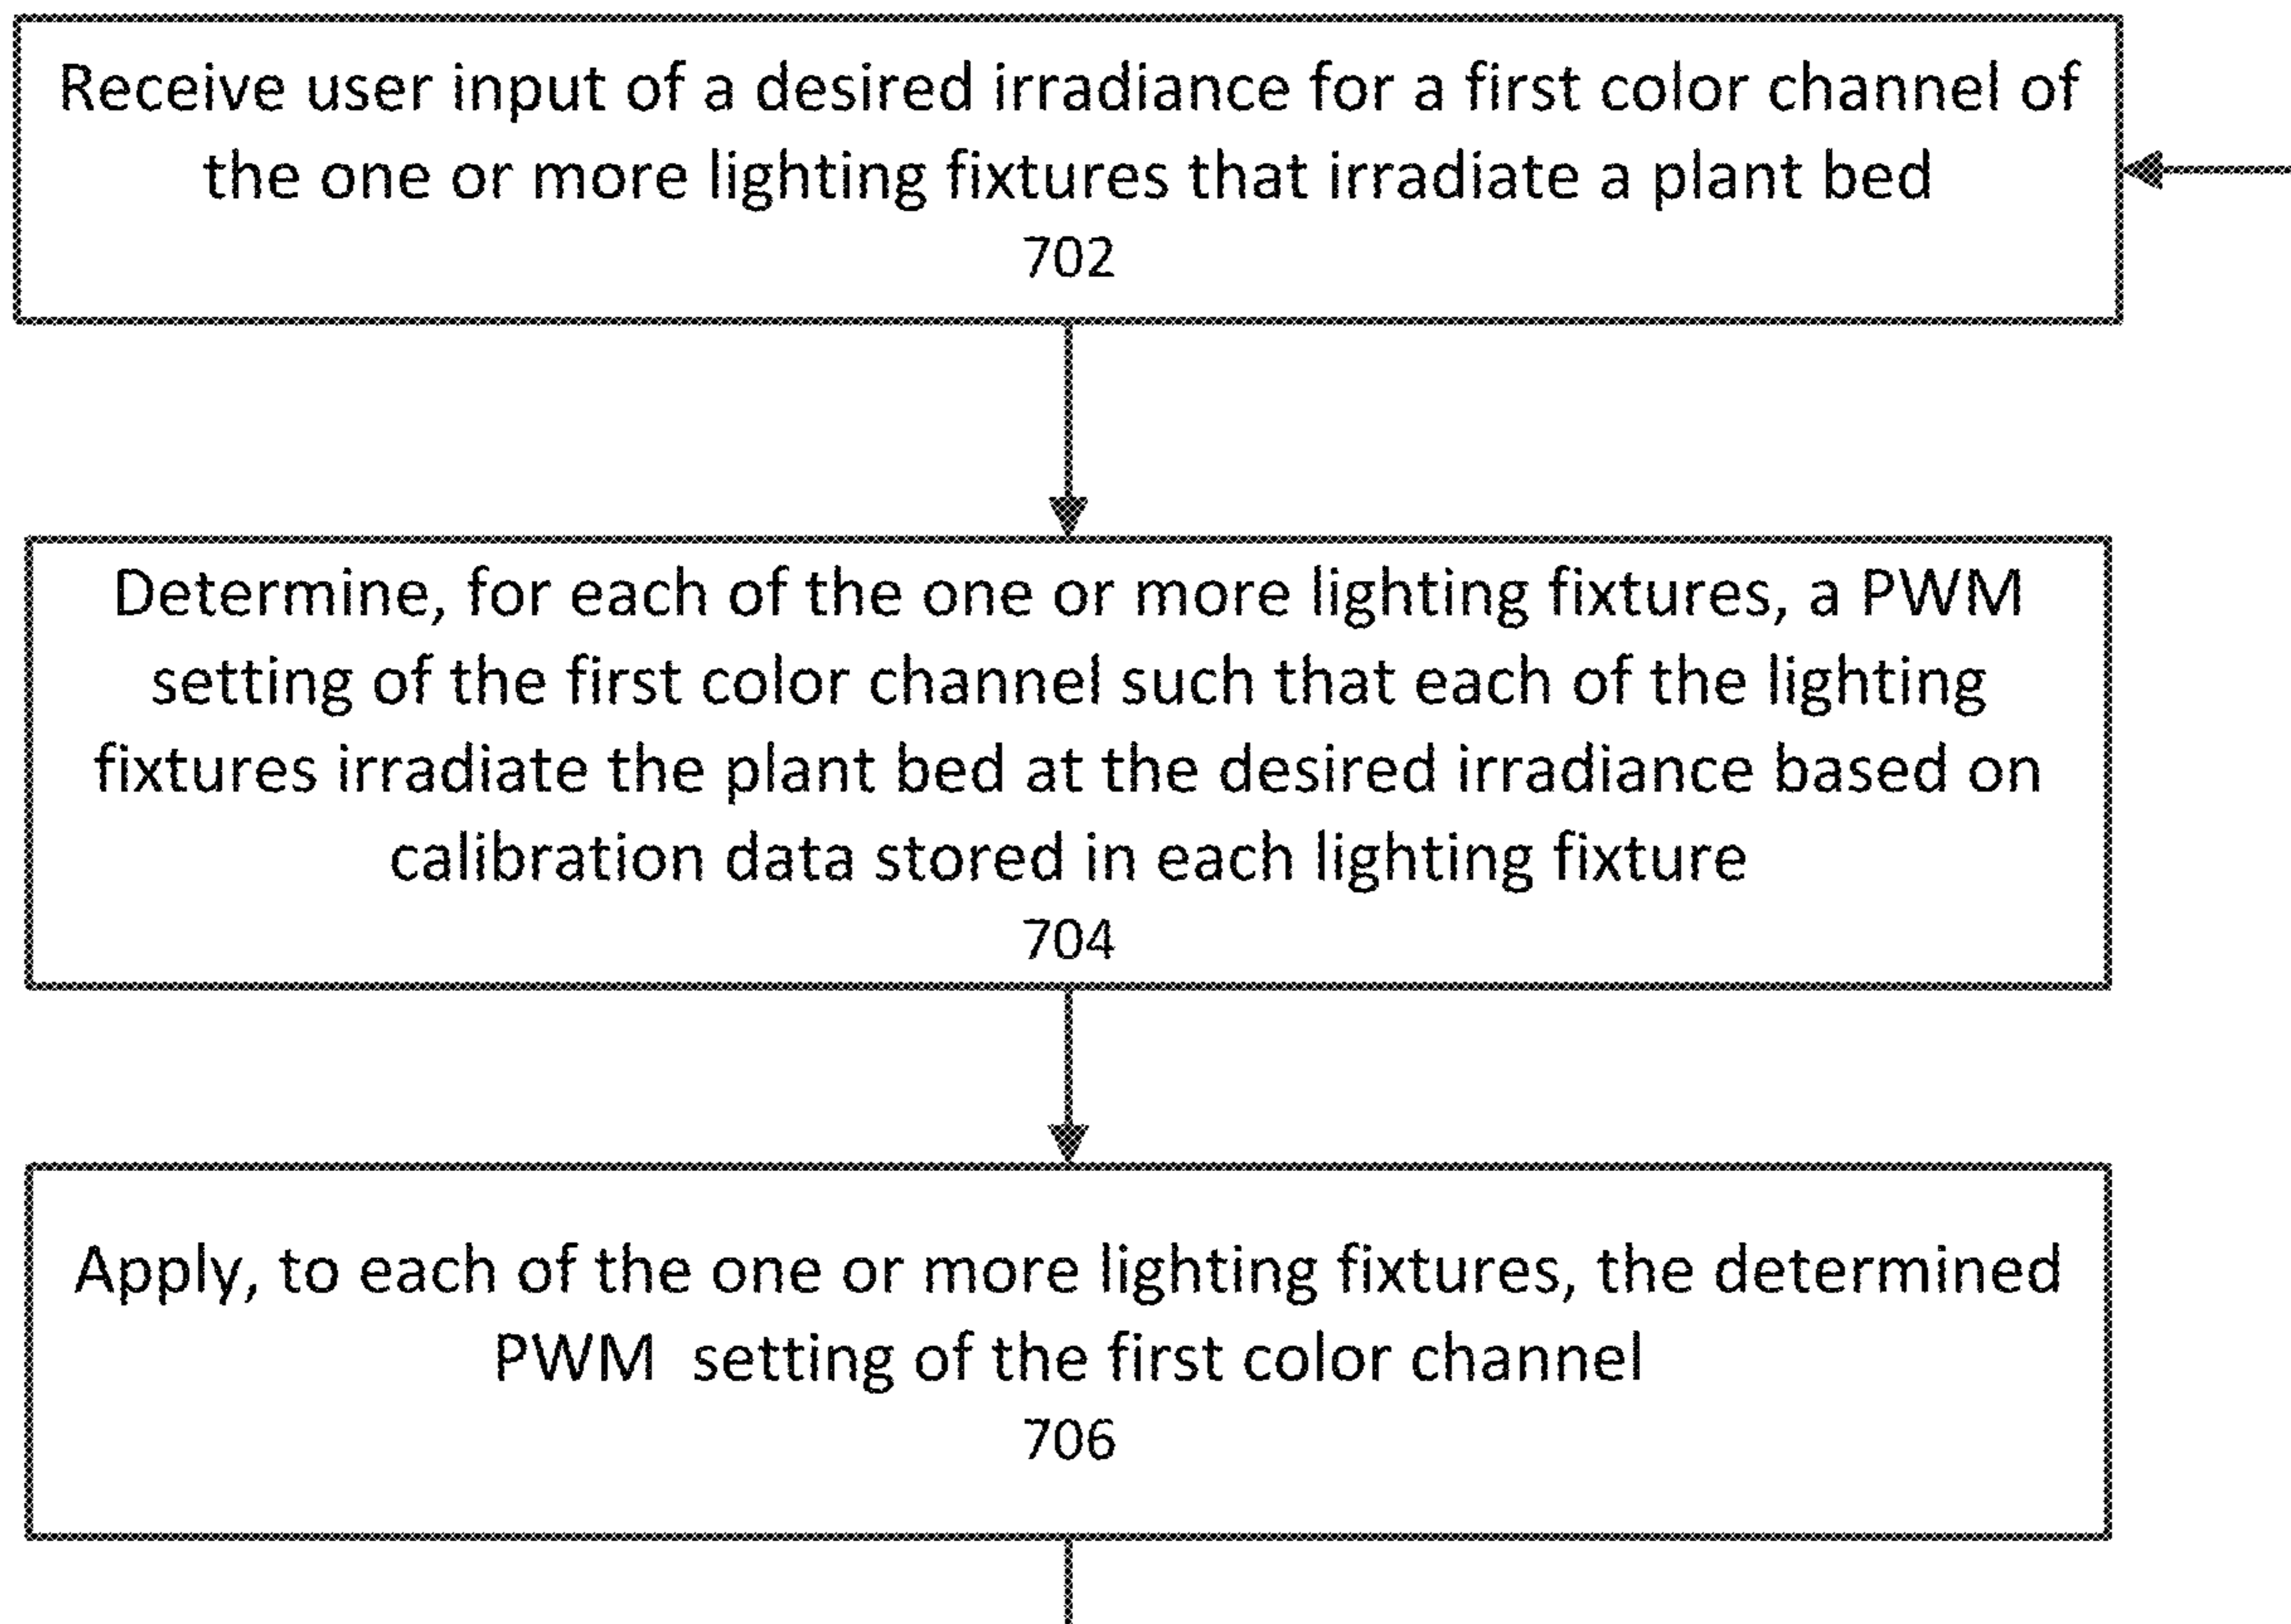 Receive user input of a desired irradiance for a first color channel of
the one or more lighting fixtures that irradiate a plant bed
702
Determine, for each of the one or more lighting fixtures, a PWM
setting of the first color channel such that each of the lighting
fixtures irradiate the plant bed at the desired irradiance based on
calibration data stored in each lighting fixture
704
Apply, to each of the one or more lighting fixtures, the determined
PWM  setting of the first color channel
706